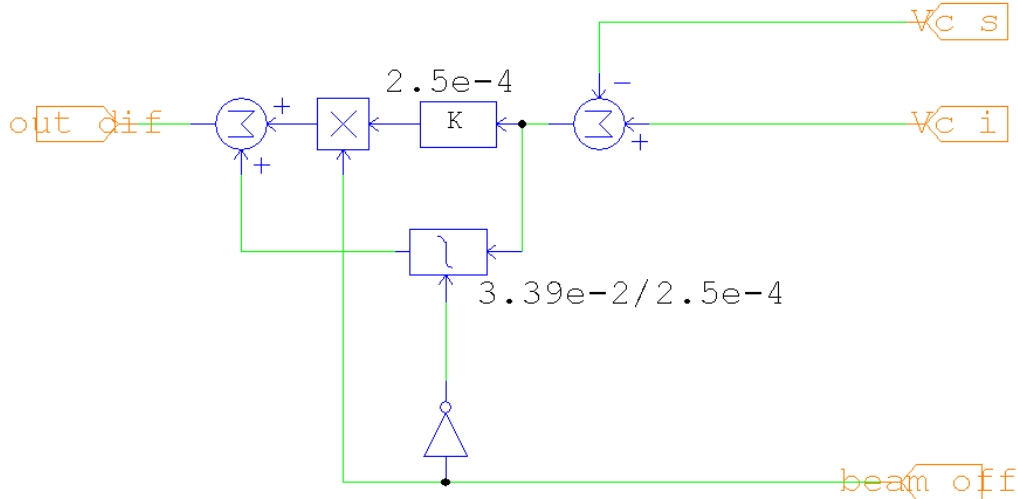 Vc s
2.5e-4
out dif
+
K
−
+
Vc i
+
3.39e-2/2.5e-4
beam off